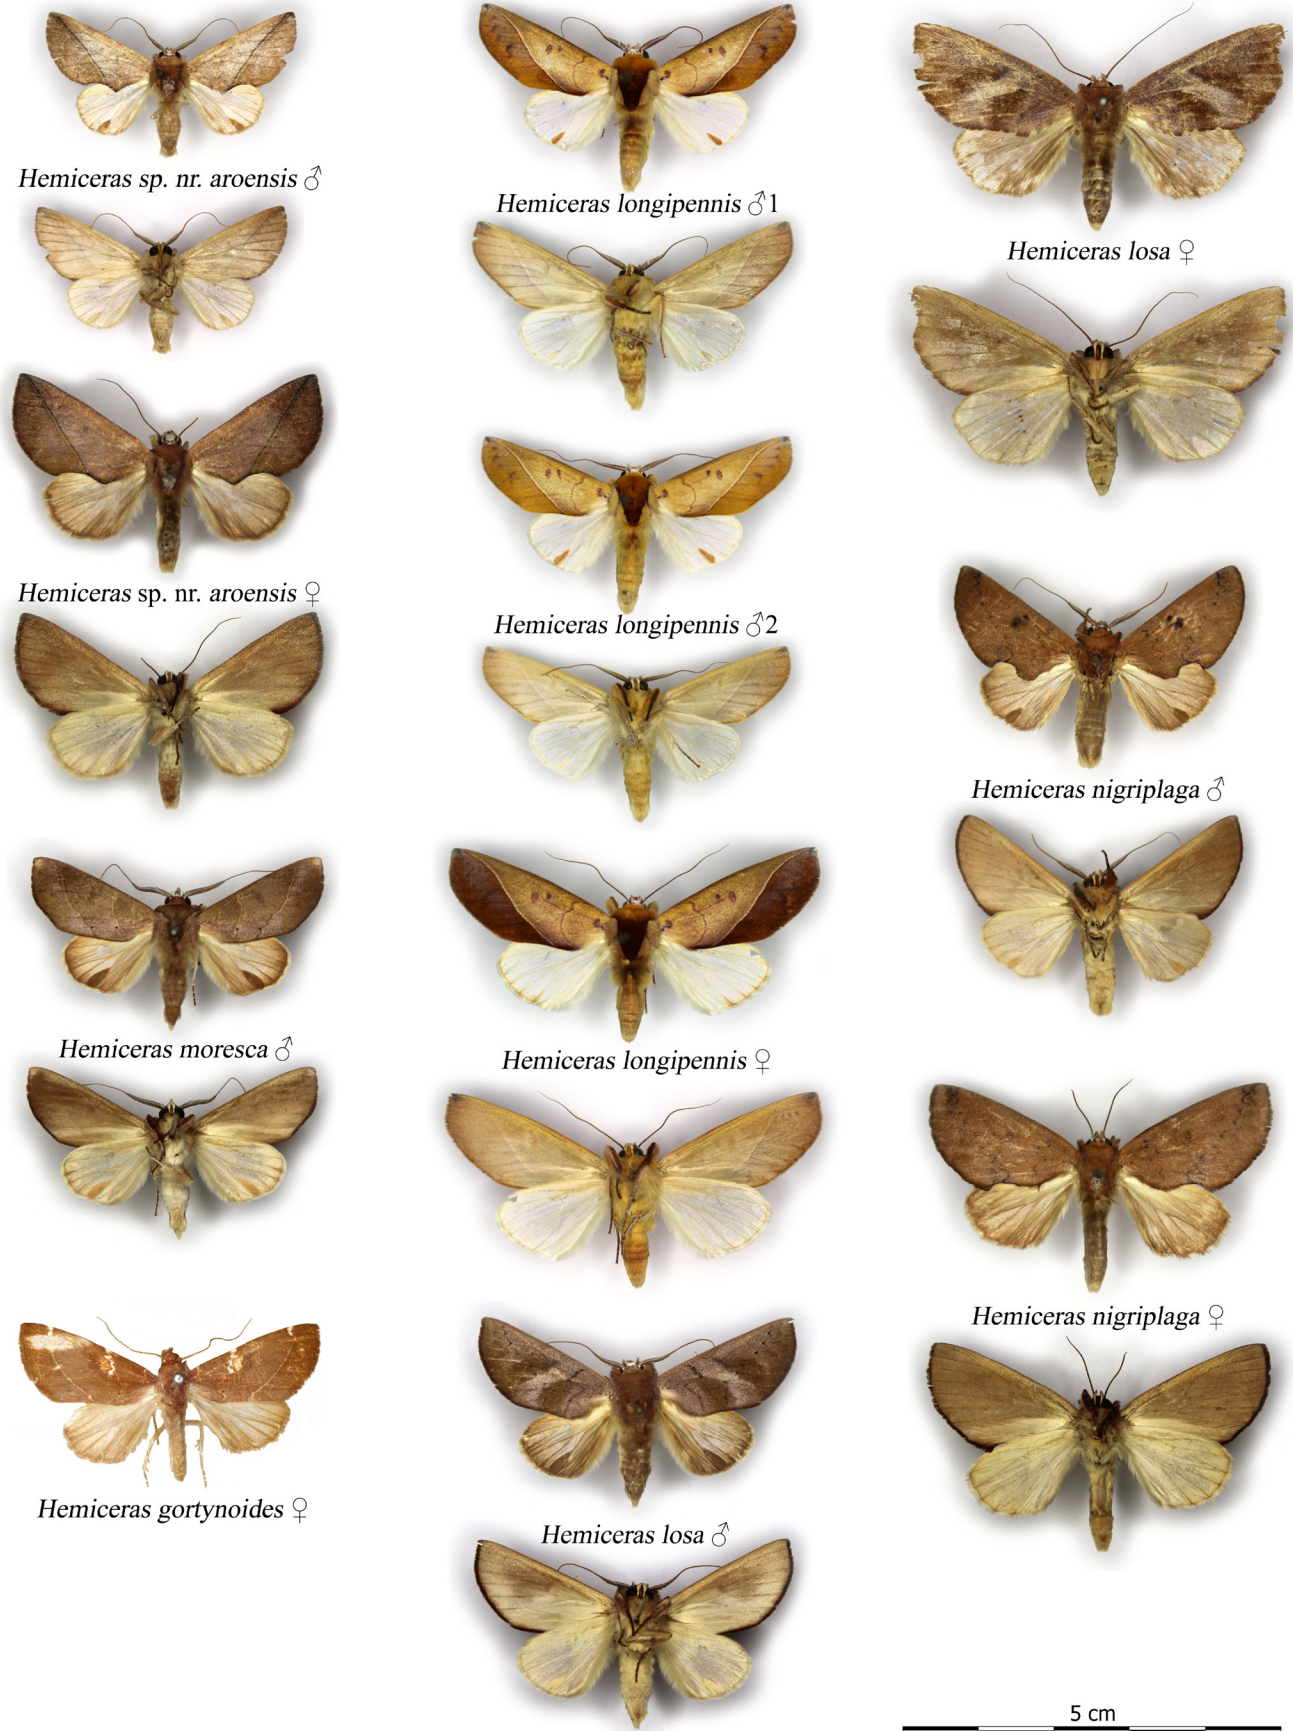 Hemiceras sp. nr. aroensis ♂
Hemiceras sp. nr. aroensis ♀
Hemiceras moresca ♂
Hemiceras gortynoides ♀
Hemiceras longipennis ♂1
Hemiceras longipennis ♂2
Hemiceras longipennis ♀
Hemiceras losa ♂
Hemiceras losa ♀
Hemiceras nigriplaga ♂
Hemiceras nigriplaga ♀
5 cm